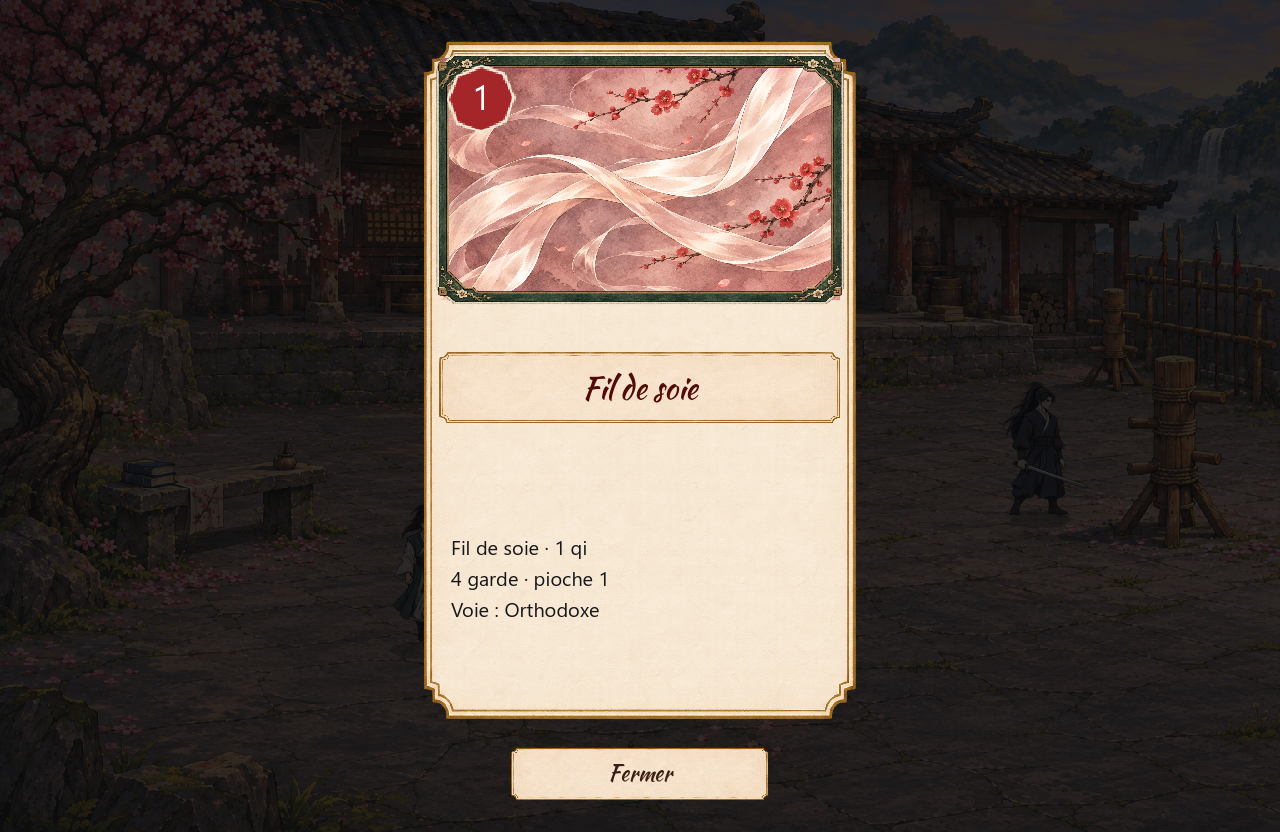 1
Fil de soie
Fil de soie · 1 qi
4 garde · pioche 1
Voie : Orthodoxe
Fermer